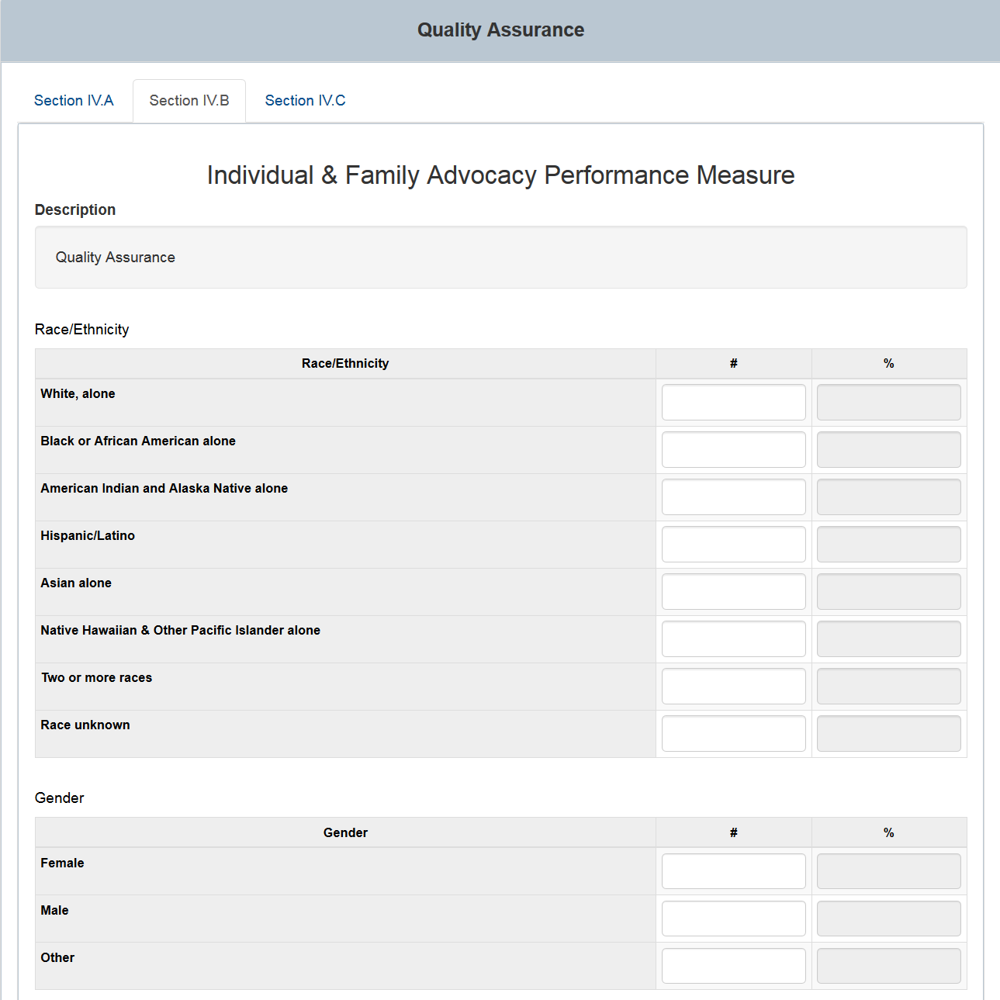 Quality Assurance
Section IV.A Section IV.B Section IV.C
Individual & Family Advocacy Performance Measure
Description
Quality Assurance
Race/Ethnicity
Race/Ethnicity # %
White, alone
Black or African American alone
American Indian and Alaska Native alone
Hispanic/Latino
Asian alone
Native Hawaiian & Other Pacific Islander alone
Two or more races
Race unknown
Gender
Gender # %
Female
Male
Other